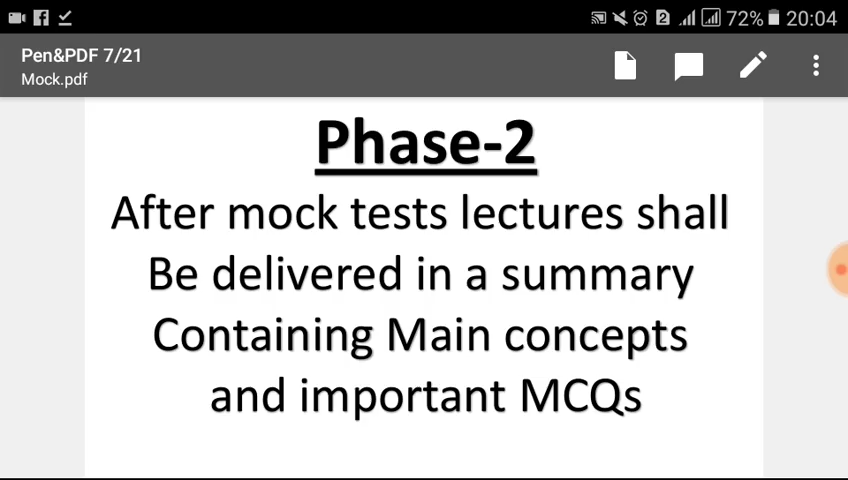 72% 20:04
Pen&PDF 7/21
Mock.pdf
Phase-2
After mock tests lectures shall
Be delivered in a summary
Containing Main concepts
and important MCQs